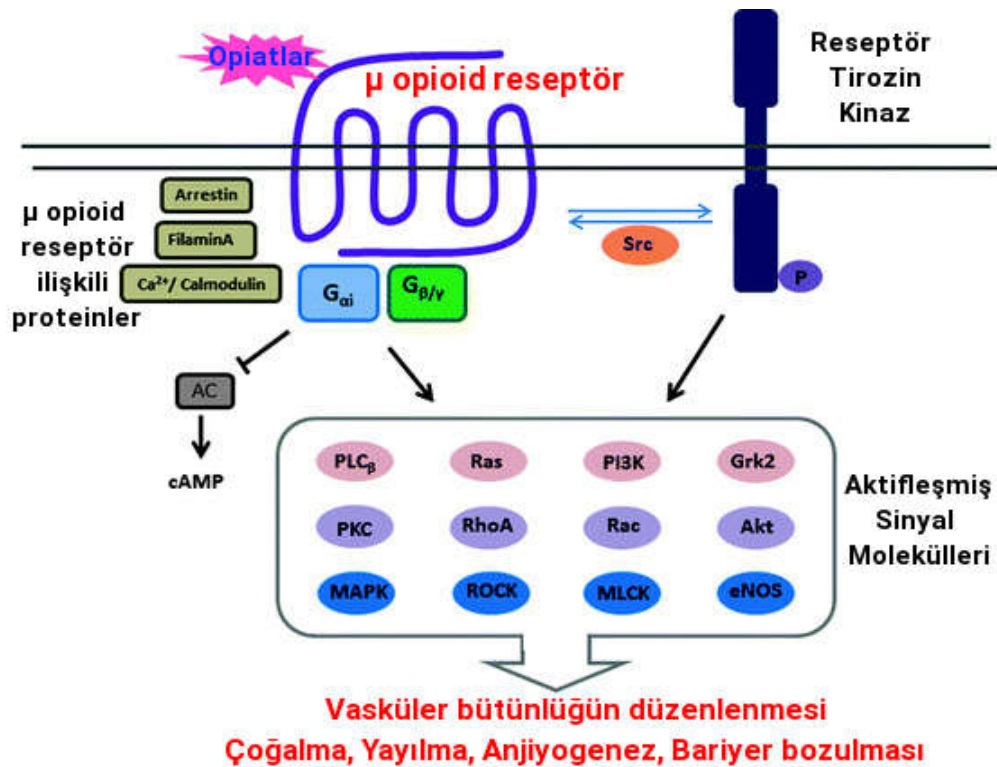 Opiatlar
µ opioid reseptör
Reseptör
Tirozin
Kinaz
Arrestin
FilaminA
Ca²⁺/ Calmodulin
µ opioid
reseptör
ilişkili
proteinler
Gαi
Gβ/γ
Src
P
AC
cAMP
PLCβ Ras PI3K Grk2
PKC RhoA Rac Akt
MAPK ROCK MLCK eNOS
Aktifleşmiş
Sinyal
Molekülleri
Vasküler bütünlüğün düzenlenmesi
Çoğalma, Yayılma, Anjiyogenez, Bariyer bozulması